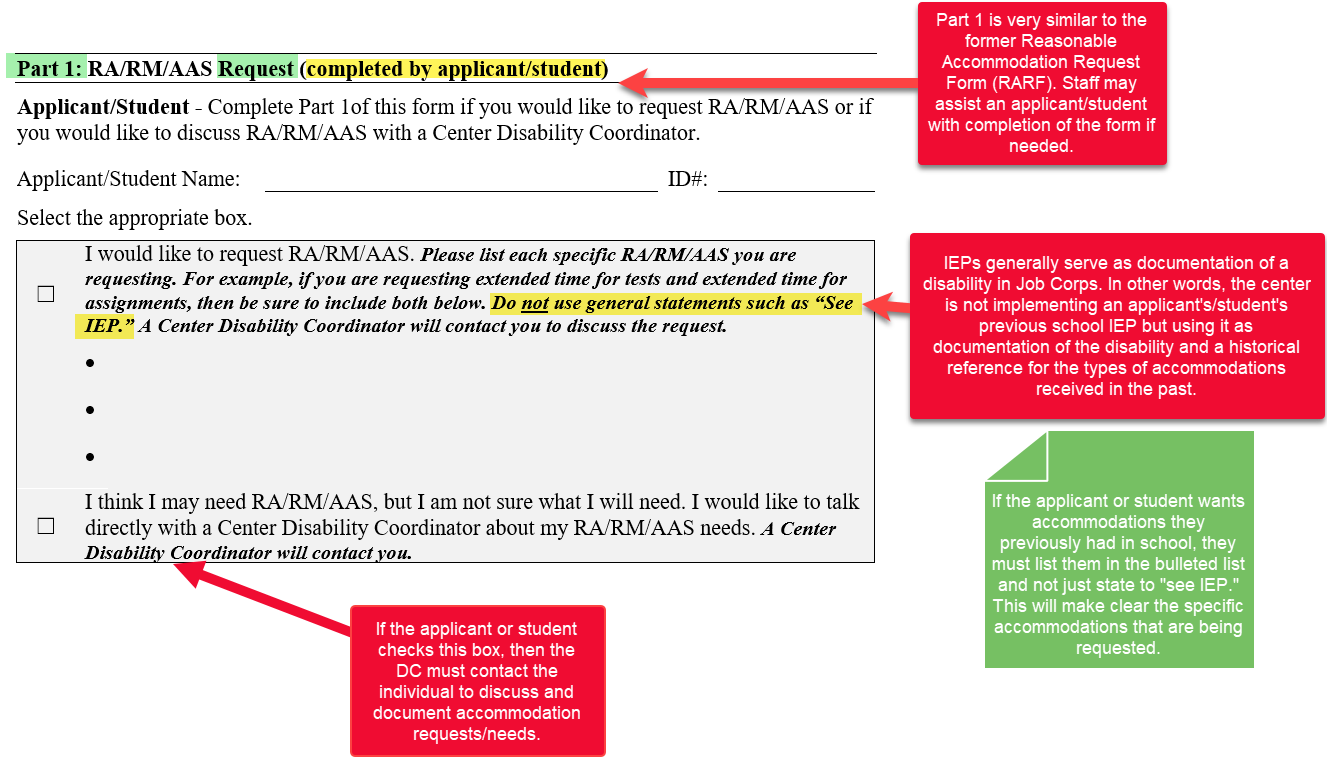 Part 1 is very similar to the
former Reasonable
Accommodation Request
Form (RARF). Staff may
assist an applicant/student
with completion of the form if
needed.
Part 1: RA/RM/AAS Request (completed by applicant/student)
Applicant/Student - Complete Part 1of this form if you would like to request RA/RM/AAS or if
you would like to discuss RA/RM/AAS with a Center Disability Coordinator.
Applicant/Student Name: ID#:
Select the appropriate box.
I would like to request RA/RM/AAS. Please list each specific RA/RM/AAS you are
requesting. For example, if you are requesting extended time for tests and extended time for
assignments, then be sure to include both below. Do not use general statements such as “See
IEP.” A Center Disability Coordinator will contact you to discuss the request.
•
•
•
I think I may need RA/RM/AAS, but I am not sure what I will need. I would like to talk
directly with a Center Disability Coordinator about my RA/RM/AAS needs. A Center
Disability Coordinator will contact you.
IEPs generally serve as documentation of a
disability in Job Corps. In other words, the center
is not implementing an applicant's/student's
previous school IEP but using it as
documentation of the disability and a historical
reference for the types of accommodations
received in the past.
If the applicant or student wants
accommodations they
previously had in school, they
must list them in the bulleted list
and not just state to "see IEP."
This will make clear the specific
accommodations that are being
requested.
If the applicant or student
checks this box, then the
DC must contact the
individual to discuss and
document accommodation
requests/needs.